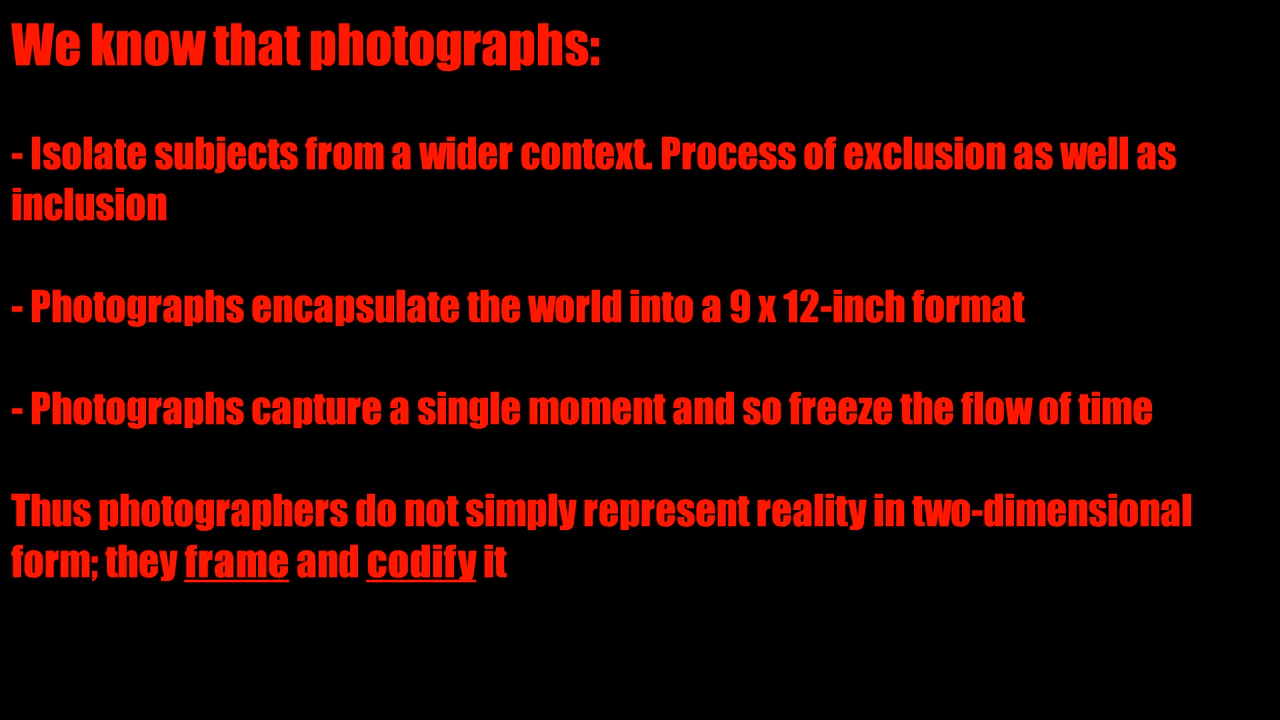 We know that photographs:
- Isolate subjects from a wider context. Process of exclusion as well as
inclusion
- Photographs encapsulate the world into a 9 x 12-inch format
- Photographs capture a single moment and so freeze the flow of time
Thus photographers do not simply represent reality in two-dimensional
form; they frame and codify it